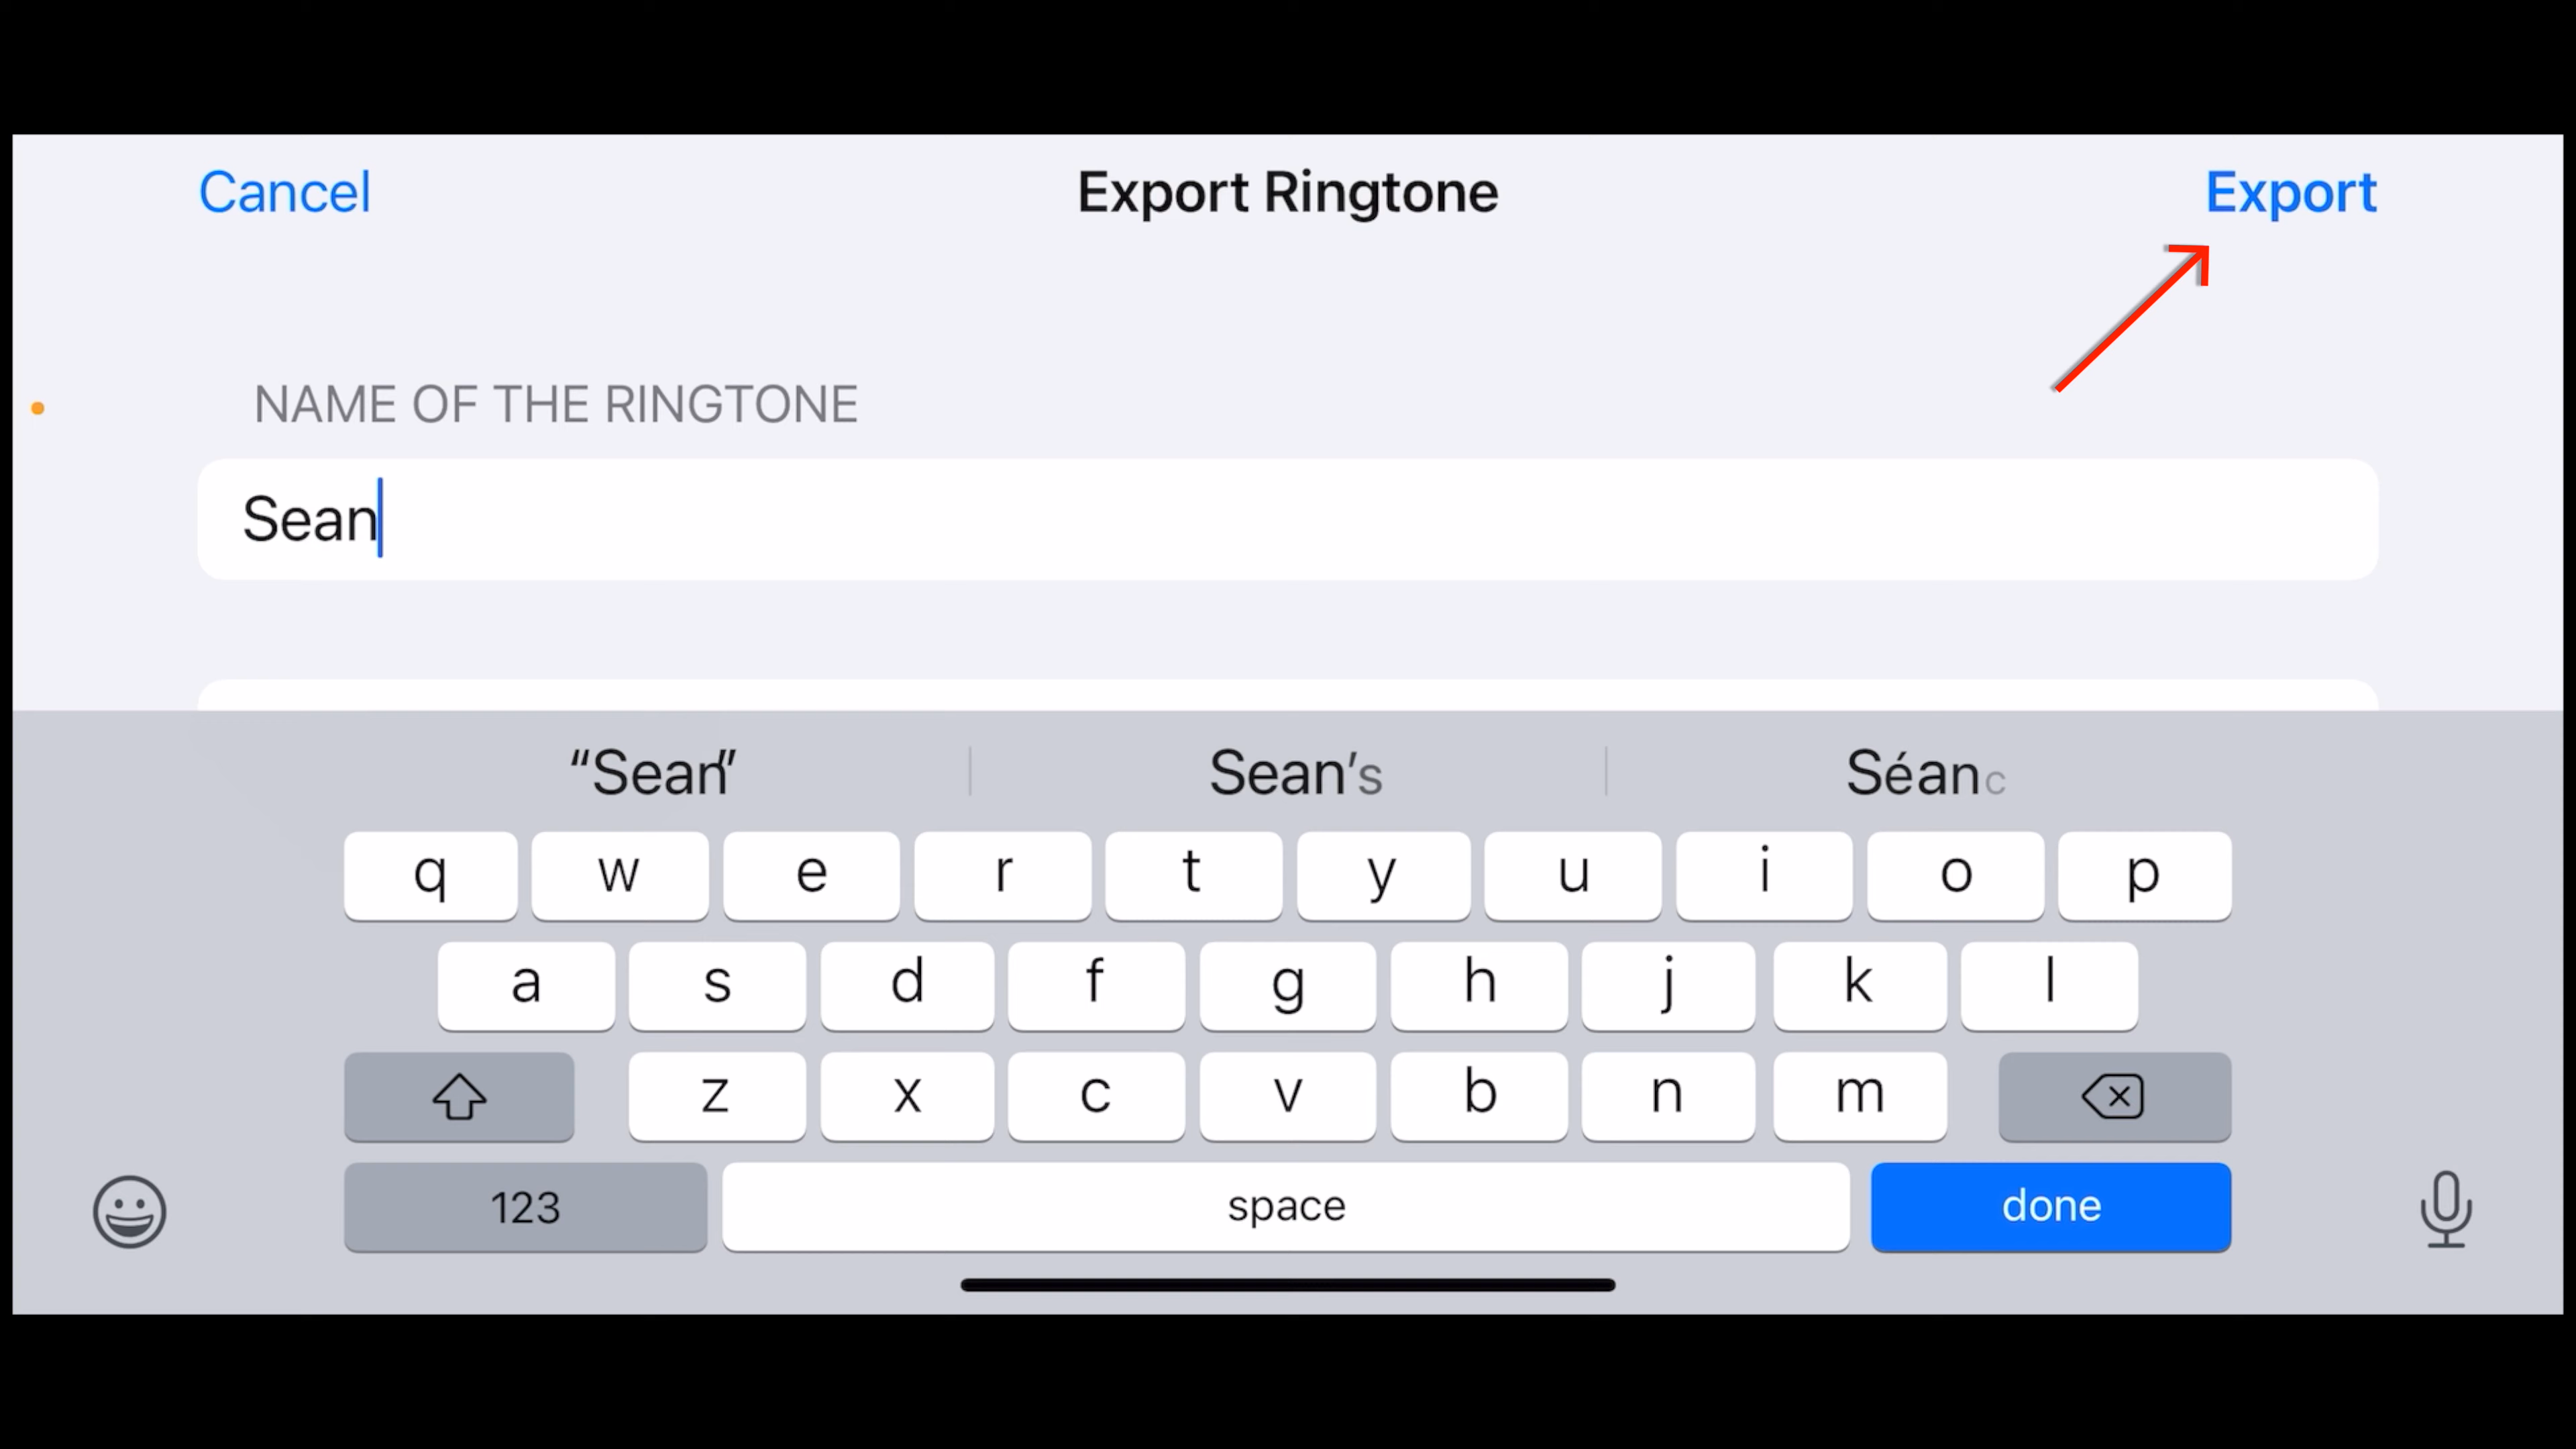 Cancel Export Ringtone Export
NAME OF THE RINGTONE
Sean
“Sean” Sean’s Séanc
q w e r t y u i o p
a s d f g h j k l
z x c v b n m
123 space done